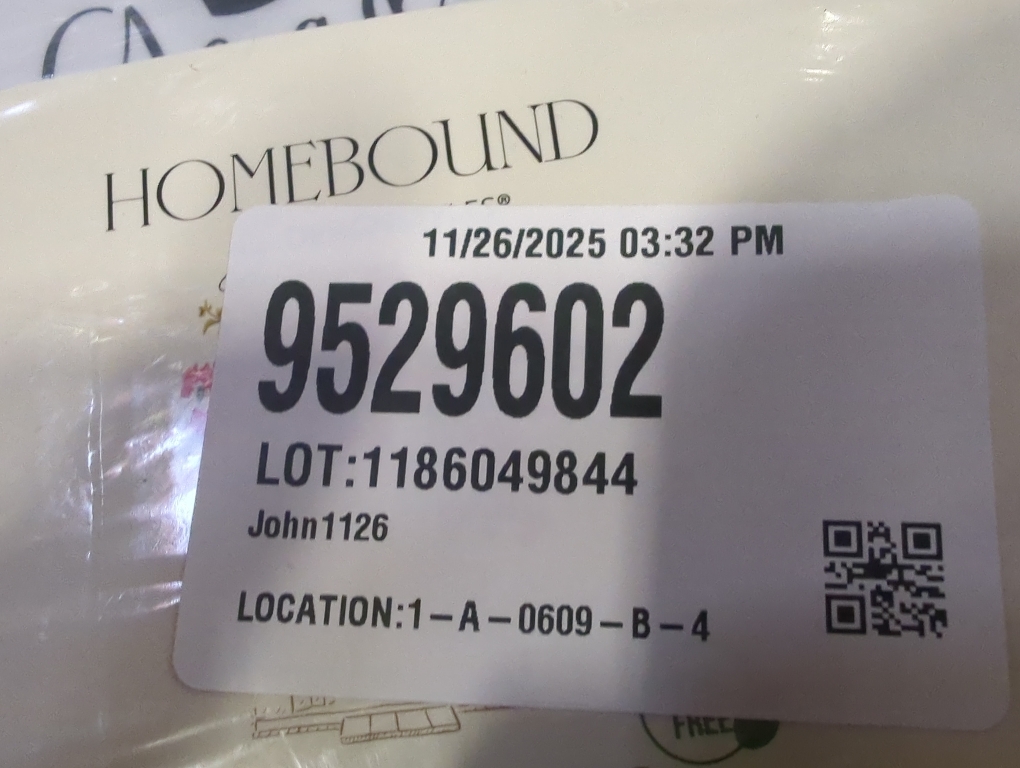 HOMEBOUND
11/26/2025 03:32 PM
9529602
LOT:1186049844
John1126
LOCATION:1-A-0609-B-4
FREE